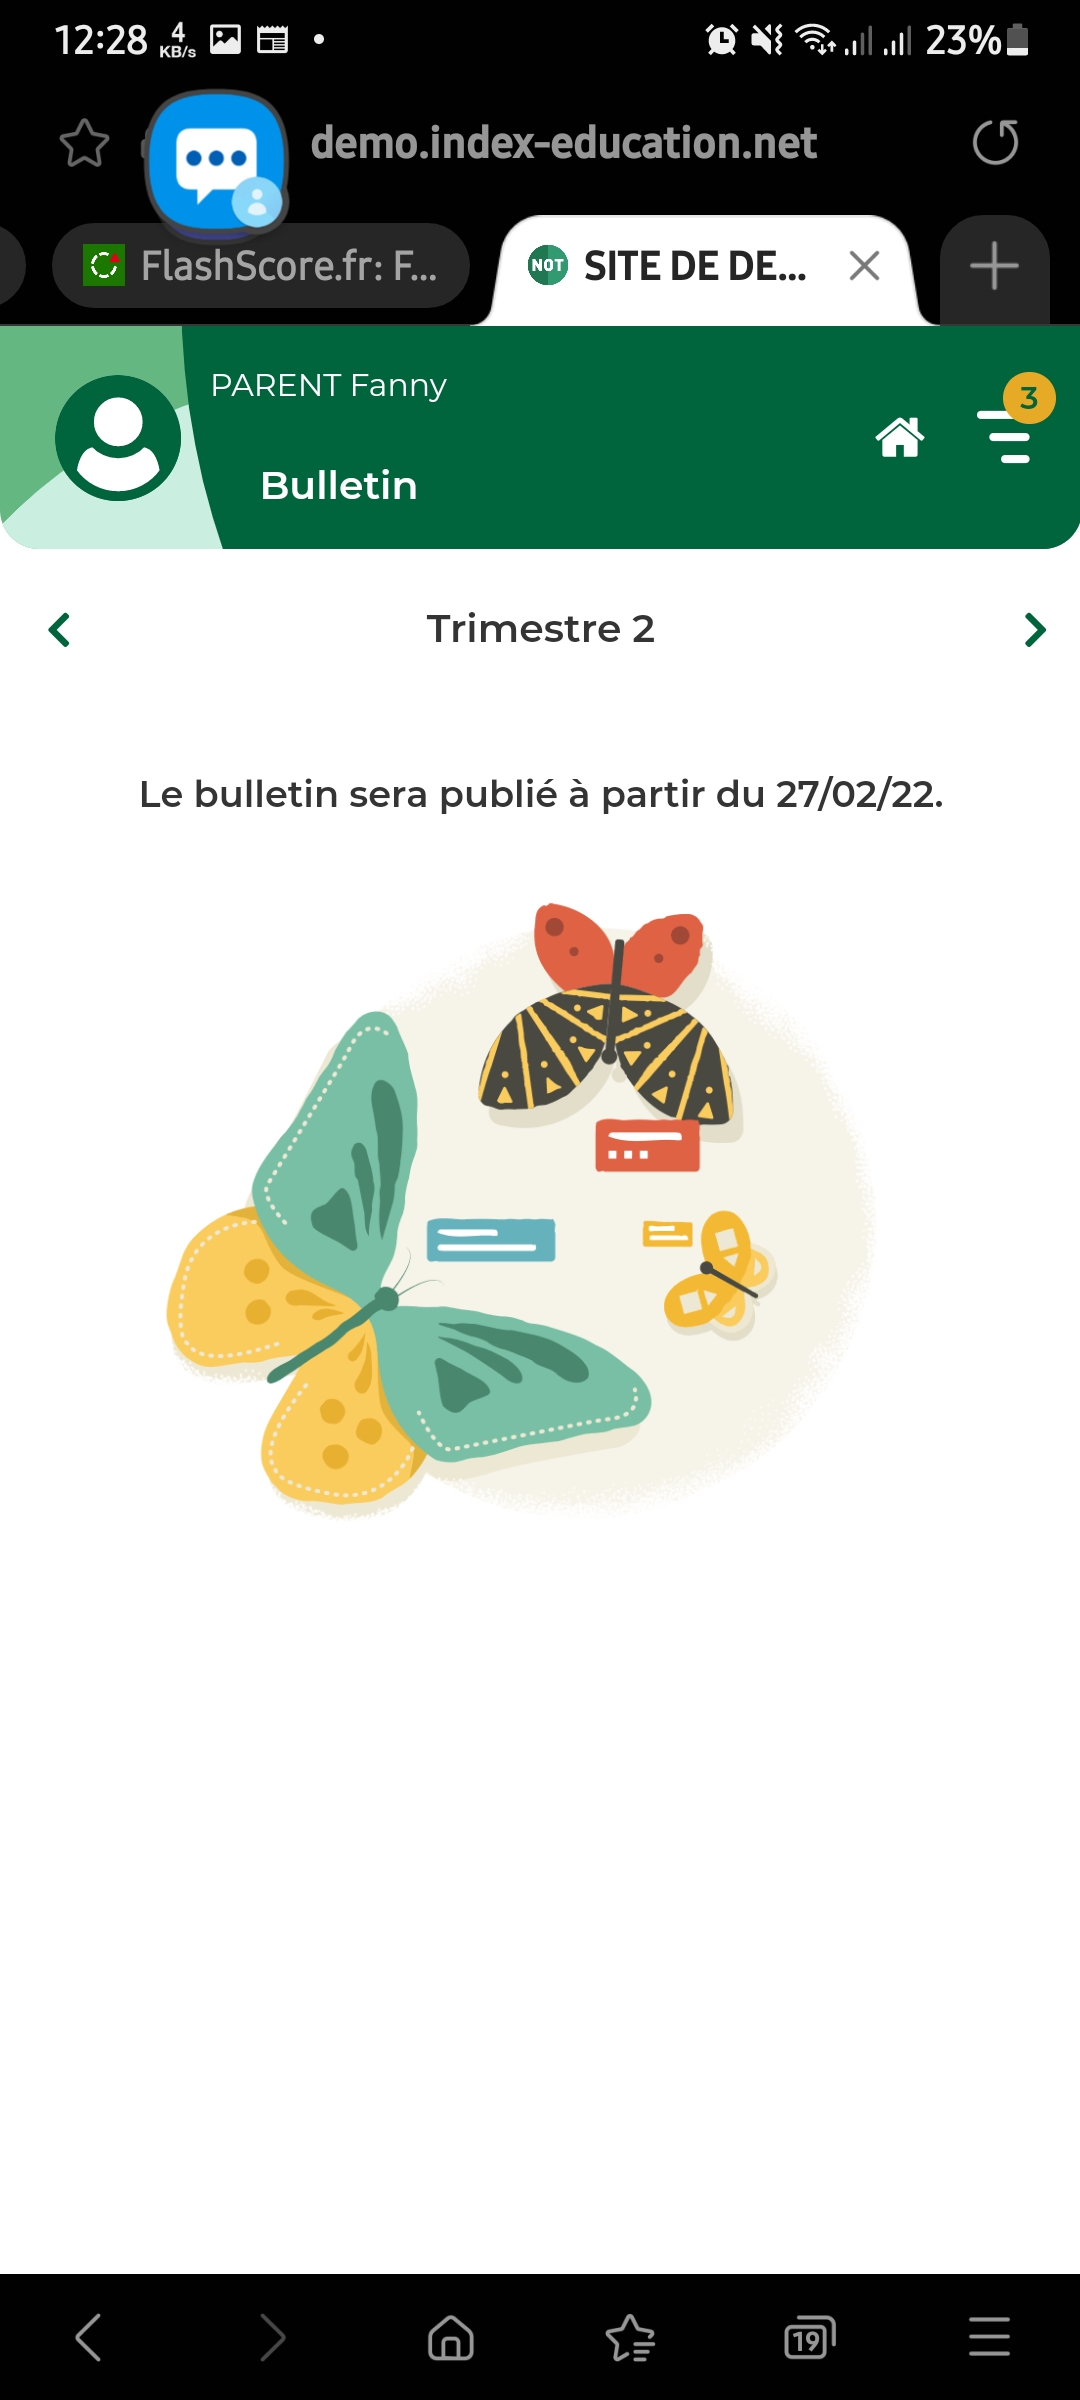 12:28 4 KB/s 23%
demo.index-education.net
FlashScore.fr: F... NOT SITE DE DE...
PARENT Fanny
3
Bulletin
Trimestre 2
Le bulletin sera publié à partir du 27/02/22.
19